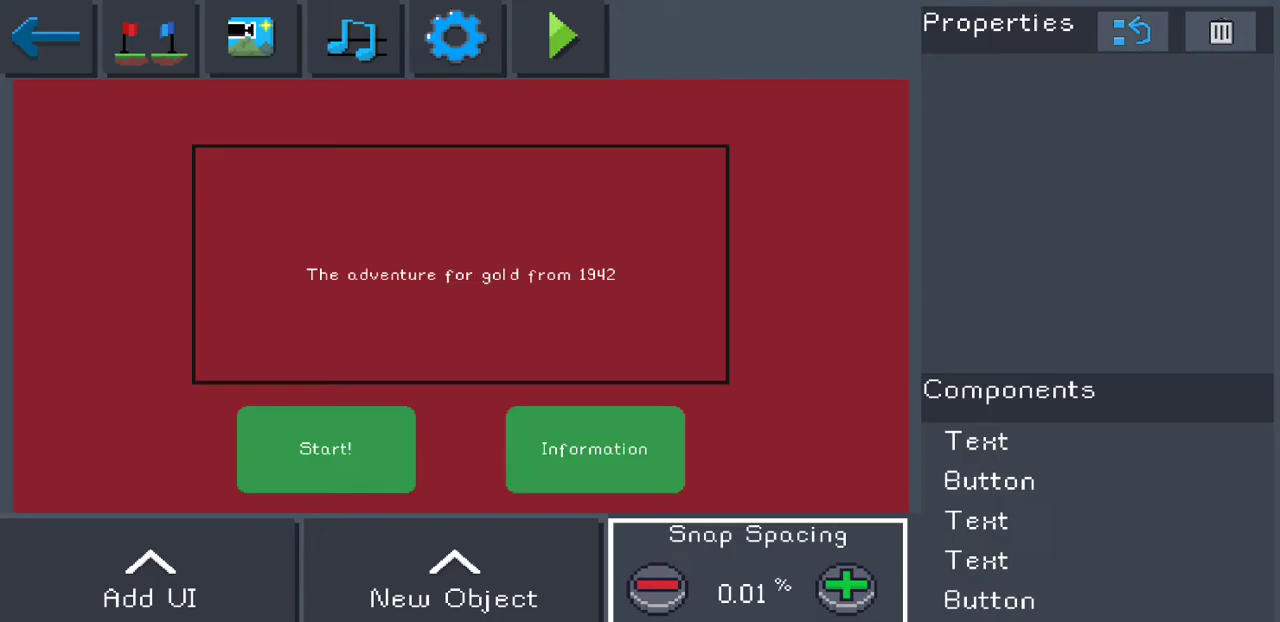 Properties
The adventure for gold from 1942
Start!
Information
Components
Text
Button
Text
Text
Button
Snap Spacing
0.01 %
Add UI
New Object